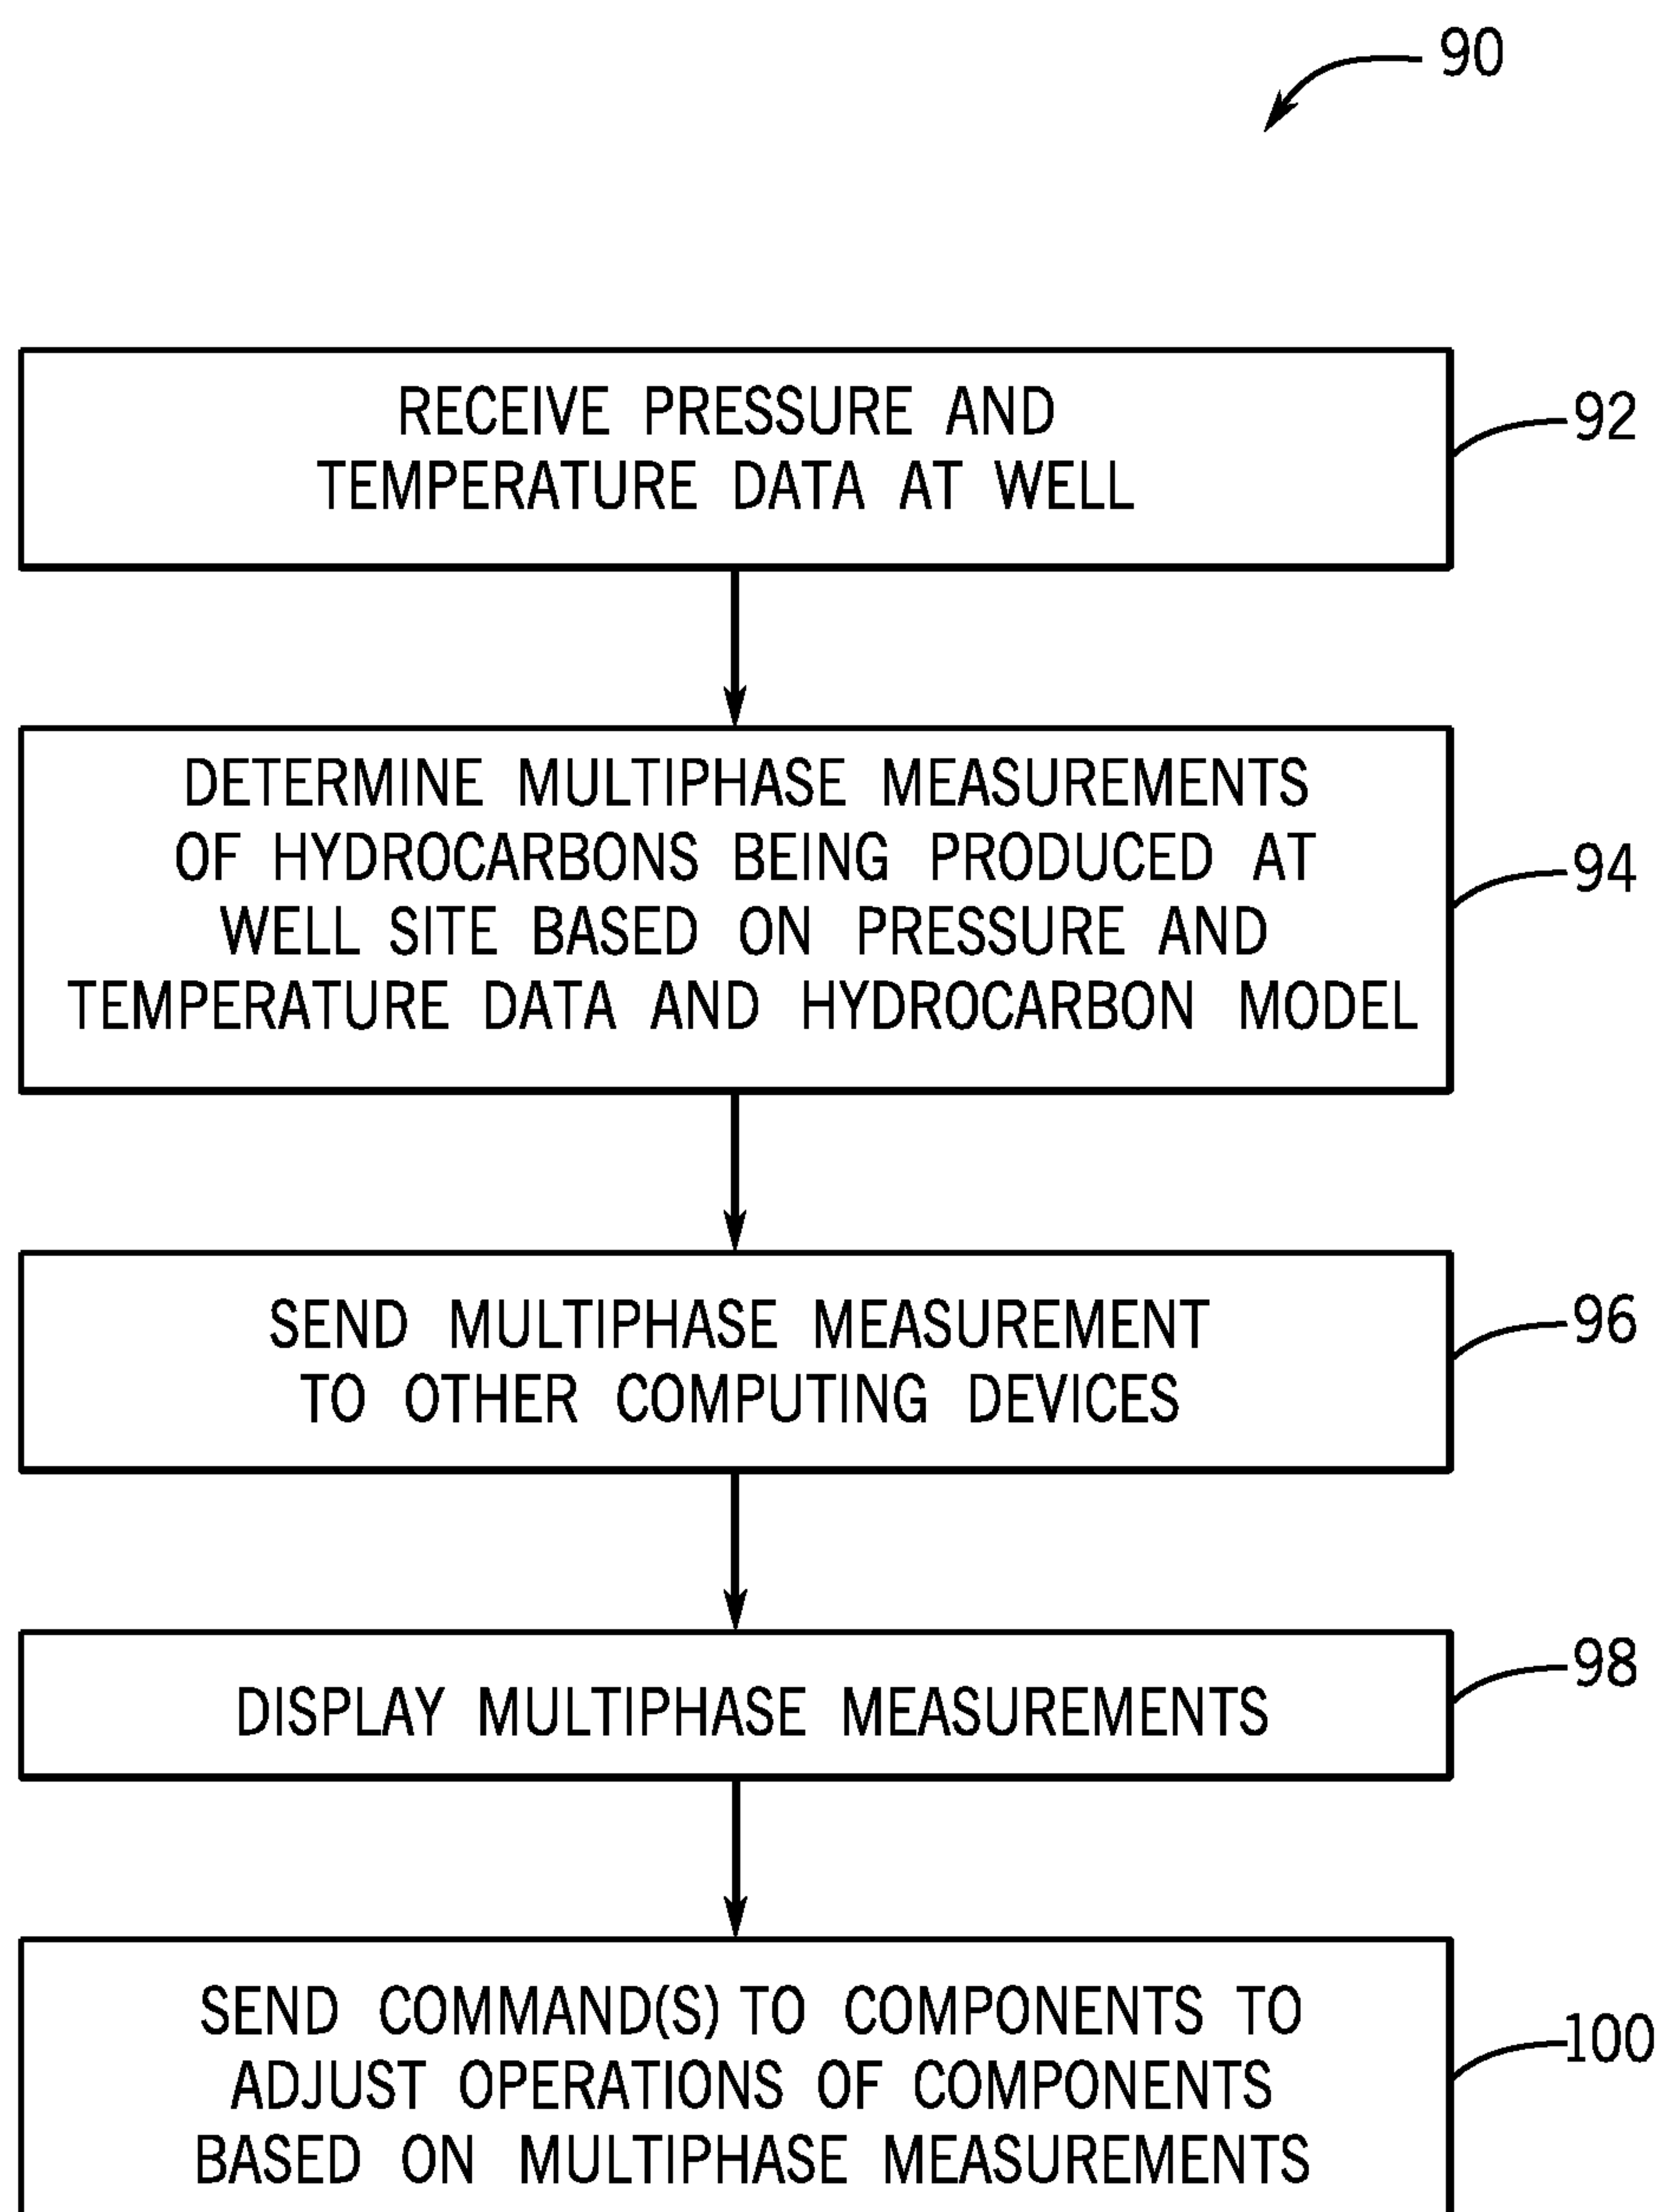 90
RECEIVE PRESSURE AND
TEMPERATURE DATA AT WELL
92
DETERMINE MULTIPHASE MEASUREMENTS
OF HYDROCARBONS BEING PRODUCED AT
WELL SITE BASED ON PRESSURE AND
TEMPERATURE DATA AND HYDROCARBON MODEL
94
SEND MULTIPHASE MEASUREMENT
TO OTHER COMPUTING DEVICES
96
DISPLAY MULTIPHASE MEASUREMENTS
98
SEND COMMAND(S) TO COMPONENTS TO
ADJUST OPERATIONS OF COMPONENTS
BASED ON MULTIPHASE MEASUREMENTS
100